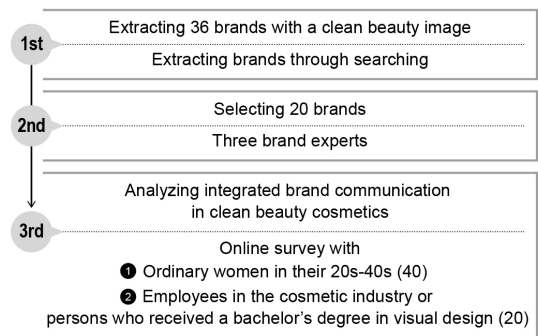 1st
Extracting 36 brands with a clean beauty image
Extracting brands through searching
2nd
Selecting 20 brands
Three brand experts
3rd
Analyzing integrated brand communication
in clean beauty cosmetics
Online survey with
❶ Ordinary women in their 20s-40s (40)
❷ Employees in the cosmetic industry or
persons who received a bachelor’s degree in visual design (20)